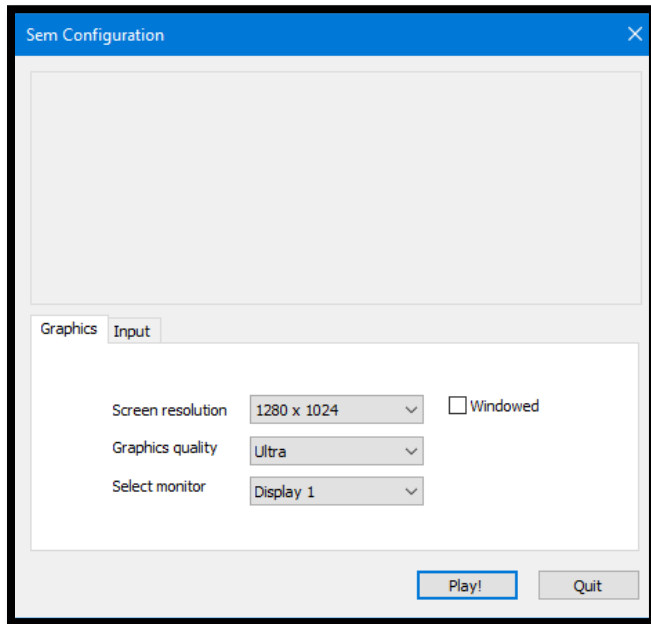 Sem Configuration
Graphics Input
Screen resolution 1280 x 1024 Windowed
Graphics quality Ultra
Select monitor Display 1
Play! Quit